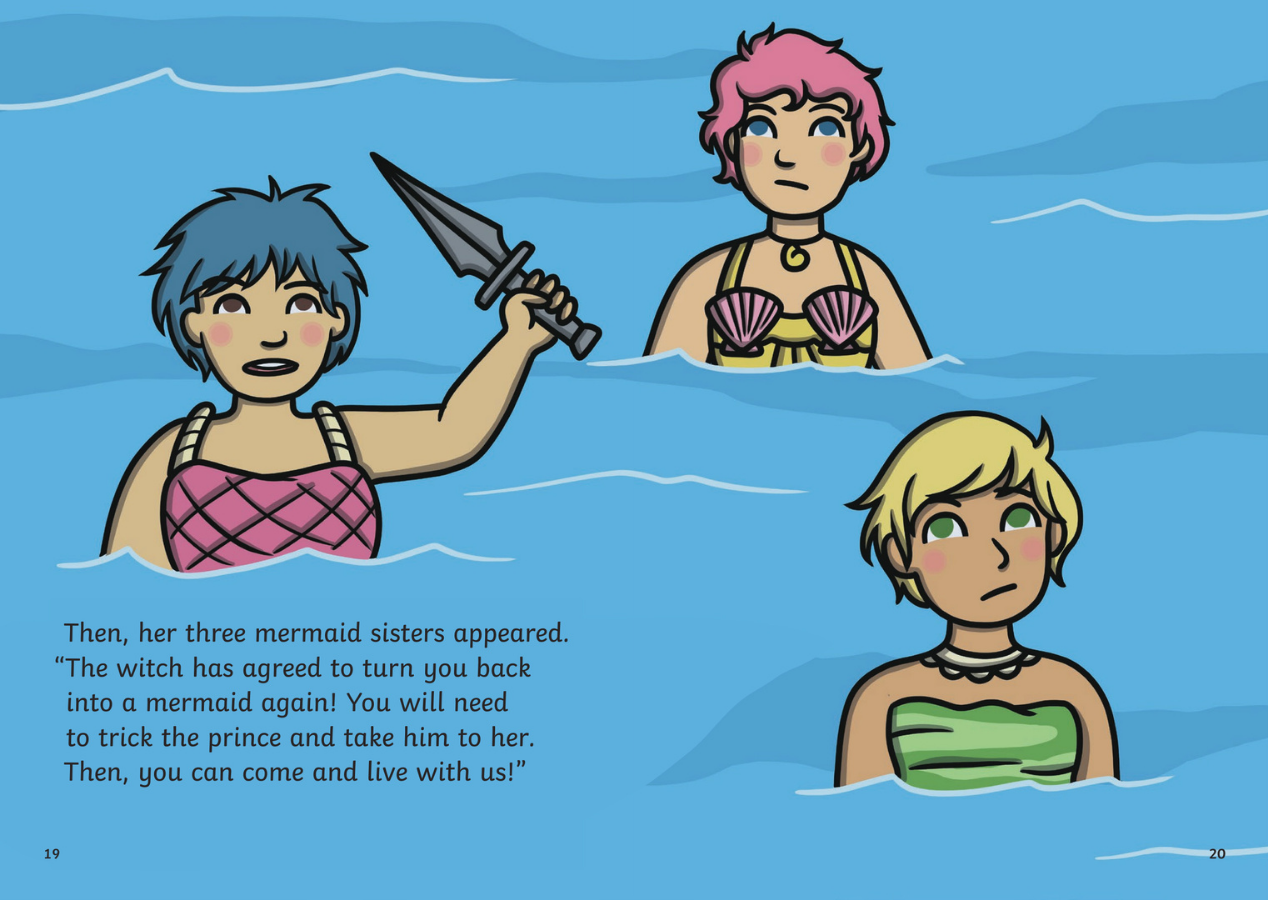 Then, her three mermaid sisters appeared.
“The witch has agreed to turn you back
into a mermaid again! You will need
to trick the prince and take him to her.
Then, you can come and live with us!”
19
20